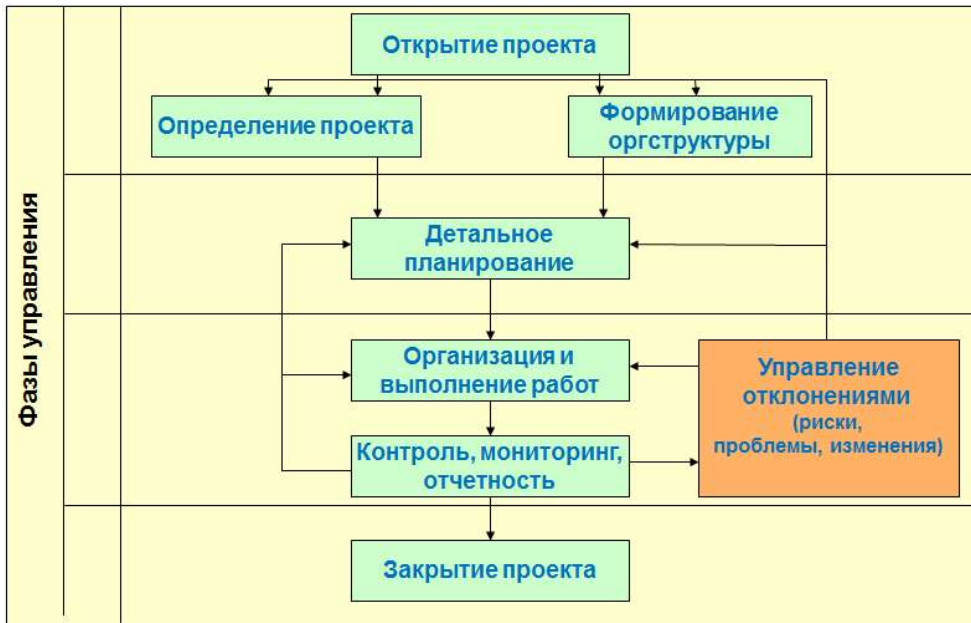 Фазы управления
Открытие проекта
Определение проекта
Формирование
оргструктуры
Детальное
планирование
Организация и
выполнение работ
Управление
отклонениями
(риски,
проблемы, изменения)
Контроль, мониторинг,
отчетность
Закрытие проекта